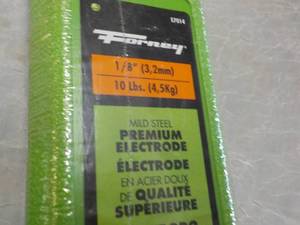 E7014
Forney
1/8" (3,2mm)
10 Lbs. (4,5Kg)
MILD STEEL
PREMIUM
ELECTRODE
ÉLECTRODE
EN ACIER DOUX
DE QUALITÉ
SUPÉRIEURE